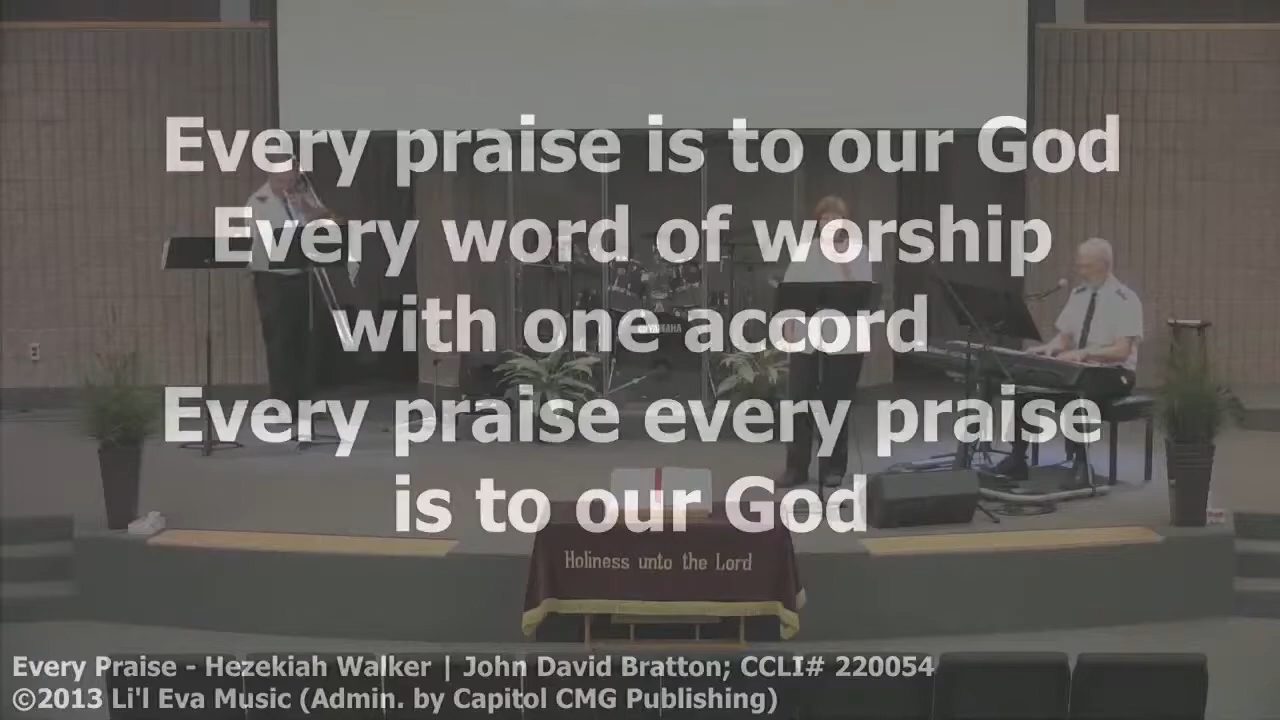 Every praise is to our God
Every word of worship
with one accord
Every praise every praise
is to our God
YAMAHA
Holiness unto the Lord
Every Praise - Hezekiah Walker | John David Bratton; CCLI# 220054
©2013 Li'l Eva Music (Admin. by Capitol CMG Publishing)